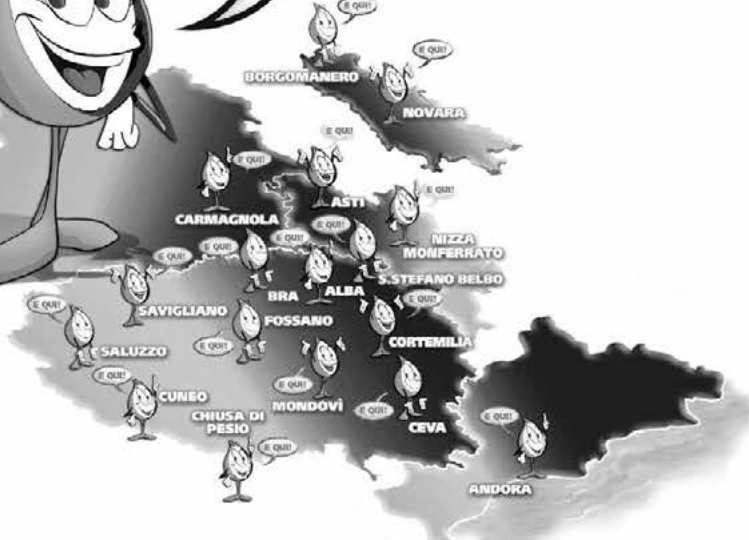 E QUI!
BORGOMANERO
E QUI!
NOVARA
E QUI!
ASTI
E QUI!
CARMAGNOLA
E QUI!
NIZZA
MONFERRATO
E QUI!
S.STEFANO BELBO
E QUI!
ALBA
E QUI!
BRA
E QUI!
SAVIGLIANO
E QUI!
SALUZZO
E QUI!
FOSSANO
E QUI!
CORTEMILIA
E QUI!
CUNEO
E QUI!
MONDOVÌ
E QUI!
CEVA
CHIUSA DI
PESIO
E QUI!
E QUI!
ANDORA